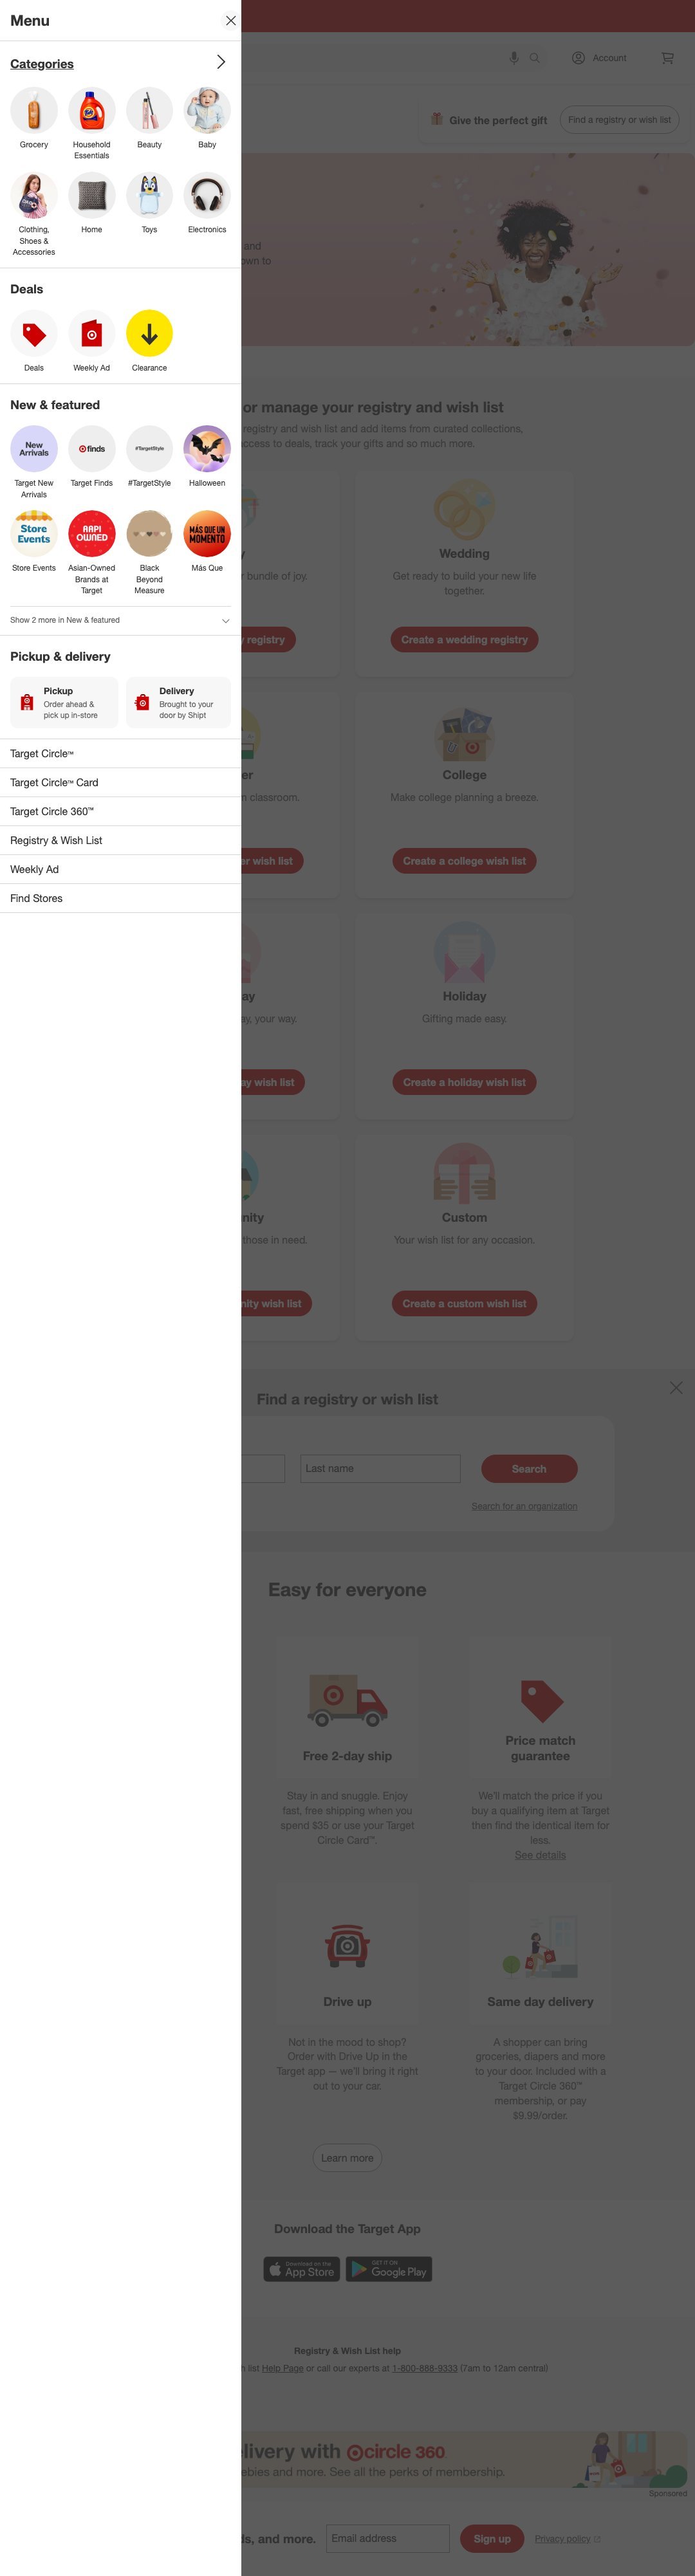 Menu
Categories
Grocery
Household
Essentials
Beauty
Baby
Clothing,
Shoes &
Accessories
Home
Toys
Electronics
Deals
Deals
Weekly Ad
Clearance
New & featured
New
Arrivals
finds
#TargetStyle
Target New
Arrivals
Target Finds
#TargetStyle
Halloween
Store
Events
AAPI
OWNED
MÁS QUE UN
MOMENTO
Store Events
Asian-Owned
Brands at
Target
Black
Beyond
Measure
Más Que
Show 2 more in New & featured
Pickup & delivery
Pickup
Order ahead &
pick up in-store
Delivery
Brought to your
door by Shipt
Target Circle™
Target Circle™ Card
Target Circle 360™
Registry & Wish List
Weekly Ad
Find Stores
Account
Give the perfect gift
Find a registry or wish list
and
own to
or manage your registry and wishlist
registry and wish list and add items from curated collections,
access to deals, track your gifts and so much more.
bundle of joy.
registry
Wedding
Get ready to build your new life
together.
Create a wedding registry
er
classroom.
er wish list
College
Make college planning a breeze.
Create a college wish list
ay
ay, your way.
ay wish list
Holiday
Gifting made easy.
Create a holiday wish list
nity
those in need.
nity wish list
Custom
Your wish list for any occasion.
Create a custom wish list
Find a registry or wish list
Last name
Search
Search for an organization
Easy for everyone
Free 2-day ship
Stay in and snuggle. Enjoy
fast, free shipping when you
spend $35 or use your Target
Circle Card™.
Price match
guarantee
We'll match the price if you
buy a qualifying item at Target
then find the identical item for
less.
See details
Drive up
Not in the mood to shop?
Order with Drive Up in the
Target app — we'll bring it right
out to your car.
Same day delivery
A shopper can bring
groceries, diapers and more
to your door. Included with a
Target Circle 360™
membership, or pay
$9.99/order.
Learn more
Download the Target App
Download on the
App Store
GET IT ON
Google Play
Registry & Wish List help
h list Help Page or call our experts at 1-800-888-9333 (7am to 12am central)
elivery with circle 360
ebies and more. See all the perks of membership.
Sponsored
ds, and more.
Email address
Sign up
Privacy policy